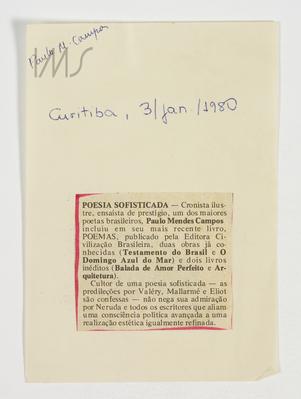 Paulo M. Campos
IMS
Curitiba, 3/jan./1980
POESIA SOFISTICADA — Cronista ilus-
tre, ensaísta de prestígio, um dos maiores
poetas brasileiros, Paulo Mendes Campos
incluiu em seu mais recente livro,
POEMAS, publicado pela Editora Ci-
vilização Brasileira, duas obras já co-
nhecidas (Testamento do Brasil e O
Domingo Azul do Mar) e dois livros
inéditos (Balada de Amor Perfeito e Ar-
quitetura).
Cultor de uma poesia sofisticada — as
predileções por Valéry, Mallarmé e Eliot
são confessas — não nega sua admiração
por Neruda e todos os escritores que aliam
uma consciência política avançada a uma
realização estética igualmente refinada.